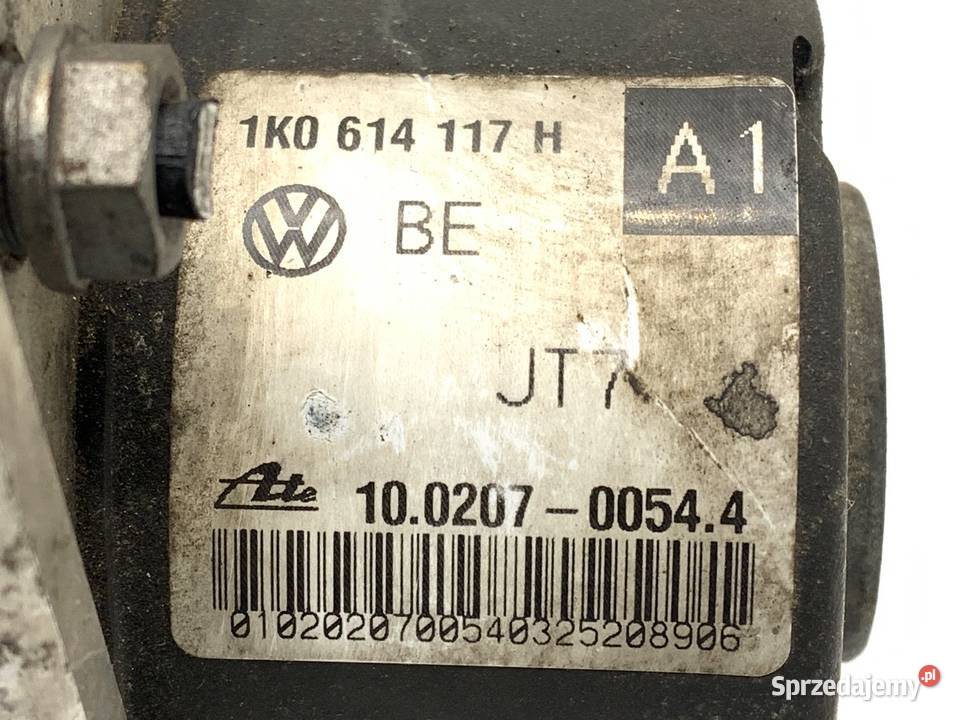 1K0 614 117 H
A1
BE
JT7
Ate 10.0207-0054.4
0102020700540325208906
Sprzedajemy.pl